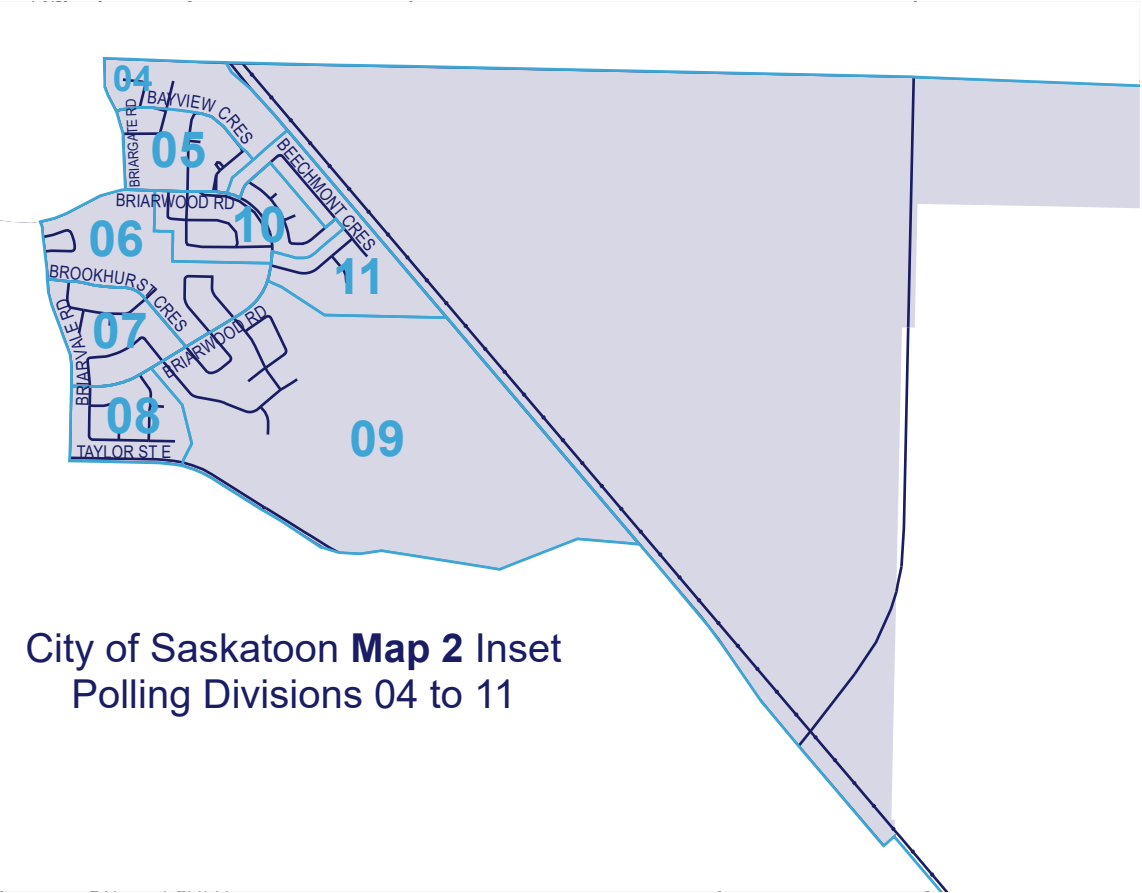 04
BAYVIEW CRES
BRIARGATE RD
05
BEECHMONT CRES
BRIARWOOD RD
10
06
11
BROOKHURST CRES
BRIARVALE RD
07
BRIARWOOD RD
08
09
TAYLOR ST E
City of Saskatoon Map 2 Inset
Polling Divisions 04 to 11